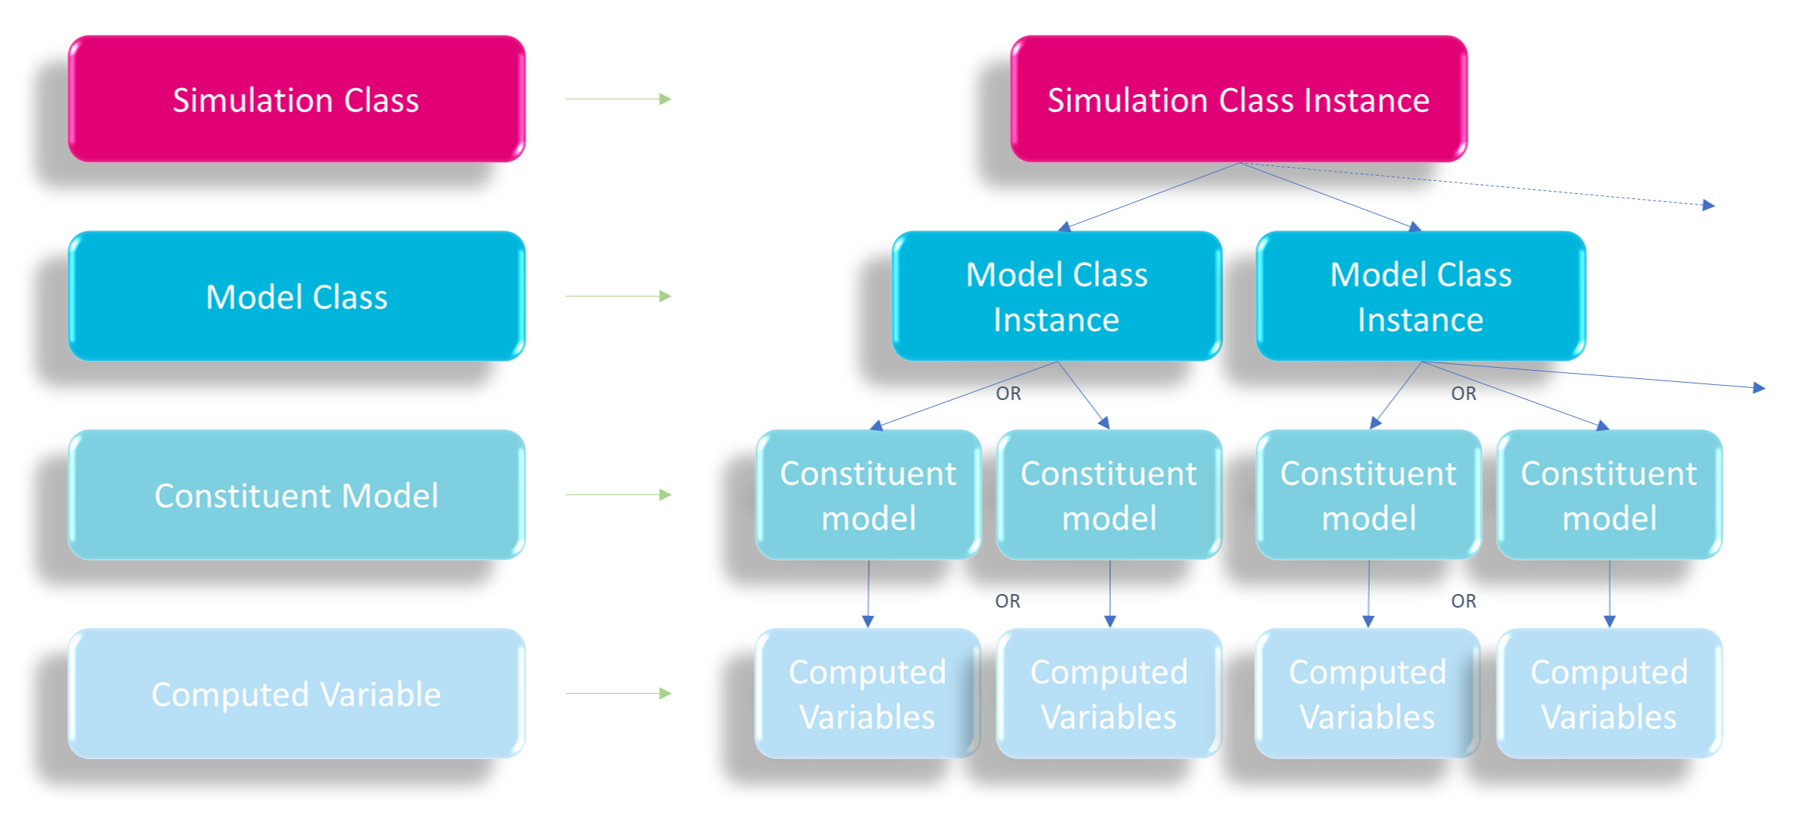 Simulation Class
Simulation Class Instance
Model Class
Model Class
Instance
Model Class
Instance
OR
OR
Constituent Model
Constituent
model
Constituent
model
Constituent
model
Constituent
model
OR
OR
Computed Variable
Computed
Variables
Computed
Variables
Computed
Variables
Computed
Variables